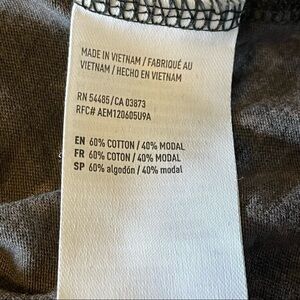 MADE IN VIETNAM / FABRIQUÉ AU
VIETNAM / HECHO EN VIETNAM
RN 54485/CA 03873
RFC# AEM120605U9A
EN 60% COTTON / 40% MODAL
FR 60% COTON / 40% MODAL
SP 60% algodón / 40% modal